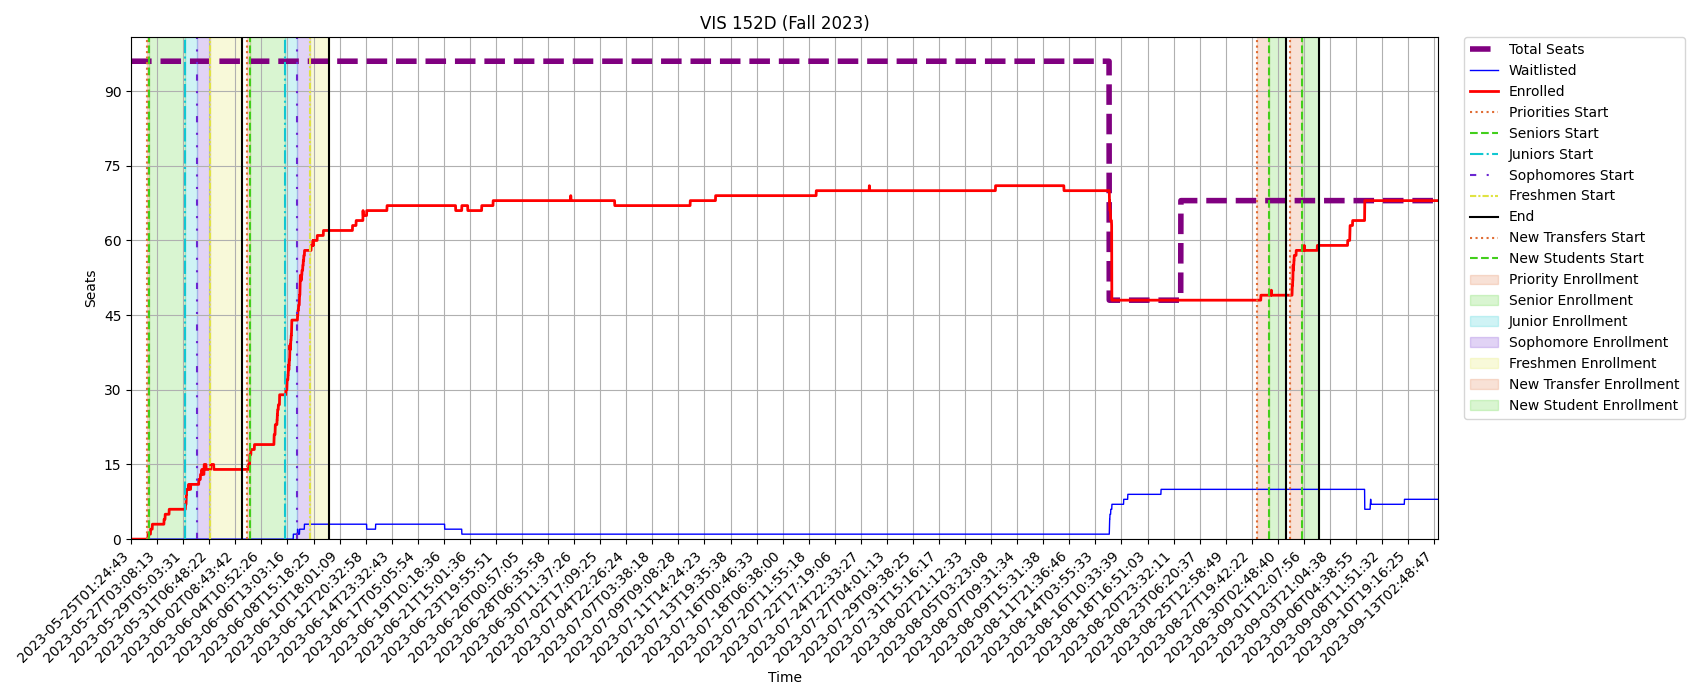 VIS 152D (Fall 2023)
Seats
90
75
60
45
30
15
0
2023-05-25T01:24:43
2023-05-27T03:08:13
2023-05-29T05:03:31
2023-05-31T06:48:22
2023-06-02T08:43:42
2023-06-04T10:52:26
2023-06-06T13:03:16
2023-06-08T15:18:25
2023-06-10T18:01:09
2023-06-12T20:32:58
2023-06-14T23:32:43
2023-06-17T05:05:54
2023-06-19T10:18:36
2023-06-21T15:01:36
2023-06-23T19:55:51
2023-06-26T00:57:05
2023-06-28T06:35:58
2023-06-30T11:37:26
2023-07-02T17:09:25
2023-07-04T22:26:24
2023-07-07T03:38:18
2023-07-09T09:08:28
2023-07-11T14:24:23
2023-07-13T19:35:38
2023-07-16T00:46:33
2023-07-18T06:38:00
2023-07-20T11:55:18
2023-07-22T17:19:06
2023-07-24T22:33:27
2023-07-27T04:01:13
2023-07-29T09:38:25
2023-07-31T15:16:17
2023-08-02T21:12:33
2023-08-05T03:23:08
2023-08-07T09:31:34
2023-08-09T15:31:38
2023-08-11T21:36:46
2023-08-14T03:55:33
2023-08-16T10:33:39
2023-08-18T16:51:03
2023-08-20T23:32:11
2023-08-23T06:20:37
2023-08-25T12:58:49
2023-08-27T19:42:22
2023-08-30T02:48:40
2023-09-01T12:07:56
2023-09-03T21:04:38
2023-09-06T04:38:55
2023-09-08T11:51:32
2023-09-10T19:16:25
2023-09-13T02:48:47
Time
Total Seats
Waitlisted
Enrolled
Priorities Start
Seniors Start
Juniors Start
Sophomores Start
Freshmen Start
End
New Transfers Start
New Students Start
Priority Enrollment
Senior Enrollment
Junior Enrollment
Sophomore Enrollment
Freshmen Enrollment
New Transfer Enrollment
New Student Enrollment